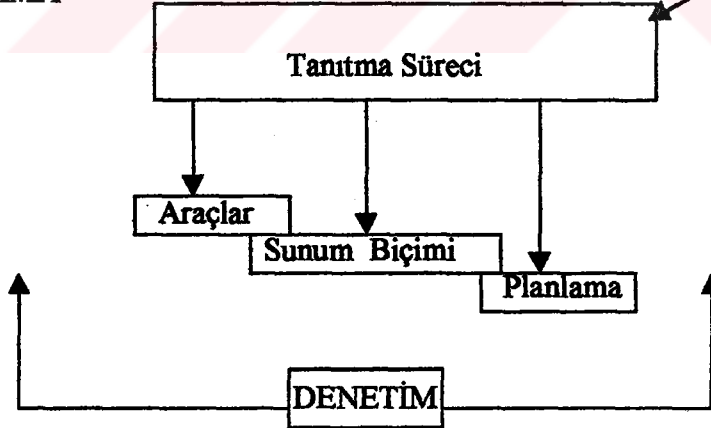 Tanıtma Süreci
Araçlar
Sunum Biçimi
Planlama
DENETİM